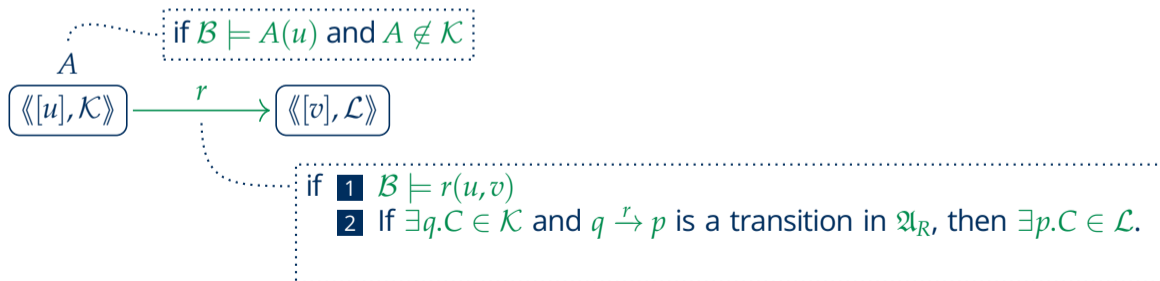 if ℬ ⊨ A(u) and A ∉ 𝒦
A
⟪[u], 𝒦⟫ r ⟪[v], ℒ⟫
if 1 ℬ ⊨ r(u, v)
2 If ∃q.C ∈ 𝒦 and q →ʳ p is a transition in 𝔄_R, then ∃p.C ∈ ℒ.